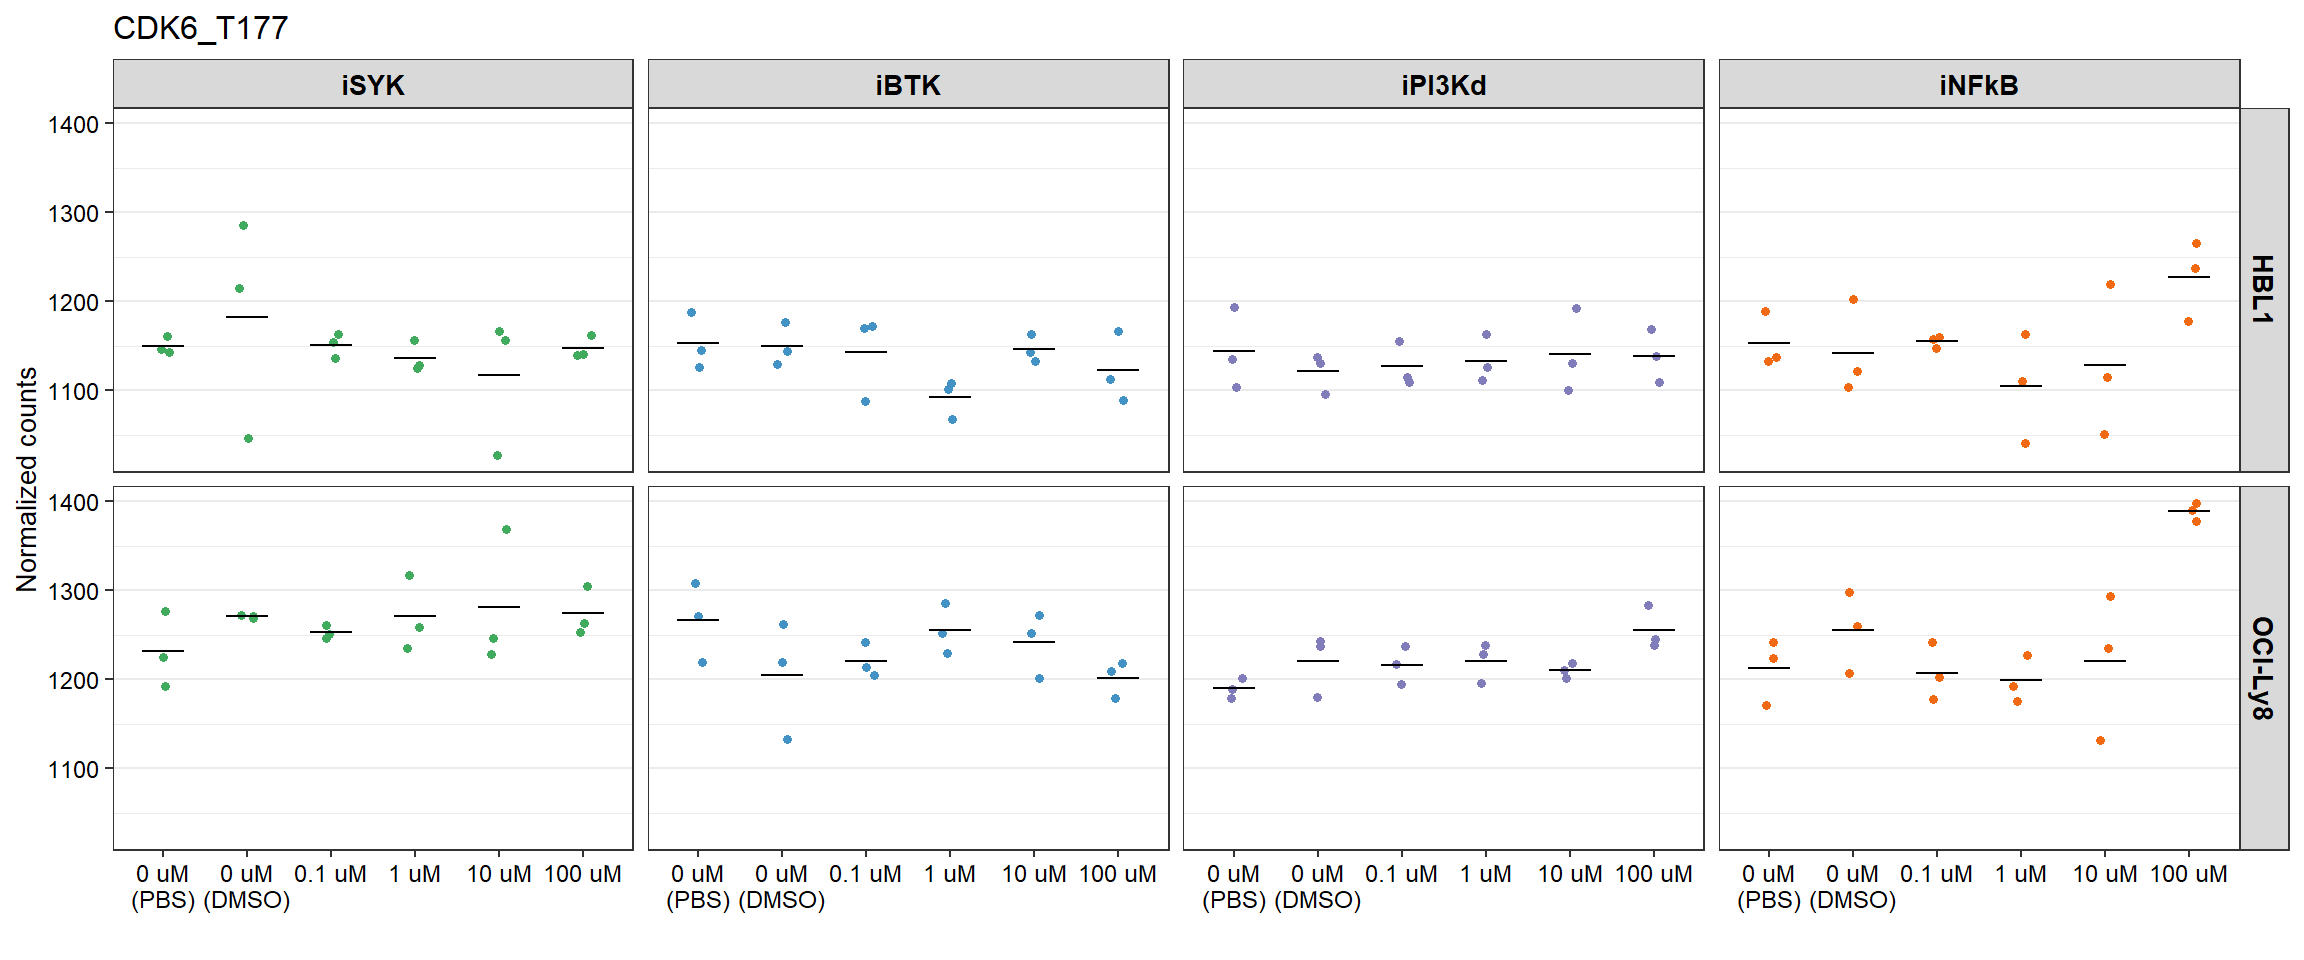 CDK6_T177
iSYK
iBTK
iPI3Kd
iNFkB
1400
1300
1200
1100
HBL1
Normalized counts
1400
1300
1200
1100
OCI-Ly8
0 uM 0 uM 0.1 uM 1 uM 10 uM 100 uM
(PBS) (DMSO)
0 uM 0 uM 0.1 uM 1 uM 10 uM 100 uM
(PBS) (DMSO)
0 uM 0 uM 0.1 uM 1 uM 10 uM 100 uM
(PBS) (DMSO)
0 uM 0 uM 0.1 uM 1 uM 10 uM 100 uM
(PBS) (DMSO)